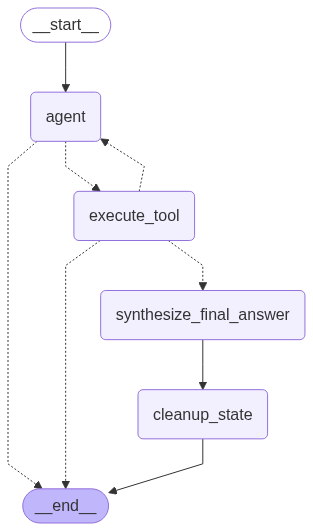 __start__
agent
execute_tool
synthesize_final_answer
cleanup_state
__end__